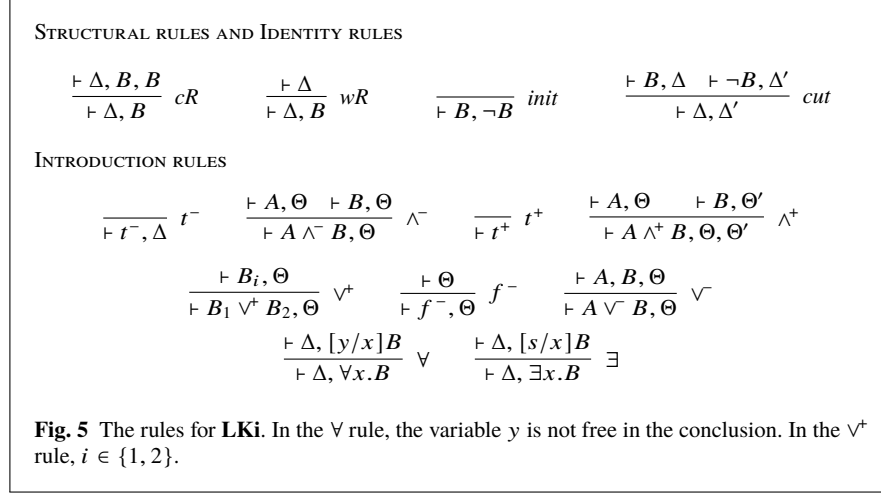 STRUCTURAL RULES AND IDENTITY RULES
⊢ Δ, B, B   ⊢ Δ   ⊢ B, Δ   ⊢ ¬B, Δ′
cR   wR   init   cut
⊢ Δ, B   ⊢ Δ, B   ⊢ B, ¬B   ⊢ Δ, Δ′
INTRODUCTION RULES
⊢ A, Θ   ⊢ B, Θ   ⊢ A, Θ   ⊢ B, Θ′
t⁻   ∧⁻   t⁺   ∧⁺
⊢ t⁻, Δ   ⊢ A ∧⁻ B, Θ   ⊢ t⁺   ⊢ A ∧⁺ B, Θ, Θ′
⊢ Bᵢ, Θ   ⊢ Θ   ⊢ A, B, Θ
∨⁺   f⁻   ∨⁻
⊢ B₁ ∨⁺ B₂, Θ   ⊢ f⁻, Θ   ⊢ A ∨⁻ B, Θ
⊢ Δ, [y/x]B   ⊢ Δ, [s/x]B
∀   ∃
⊢ Δ, ∀x.B   ⊢ Δ, ∃x.B
Fig. 5 The rules for LKi. In the ∀ rule, the variable y is not free in the conclusion. In the ∨⁺
rule, i ∈ {1, 2}.